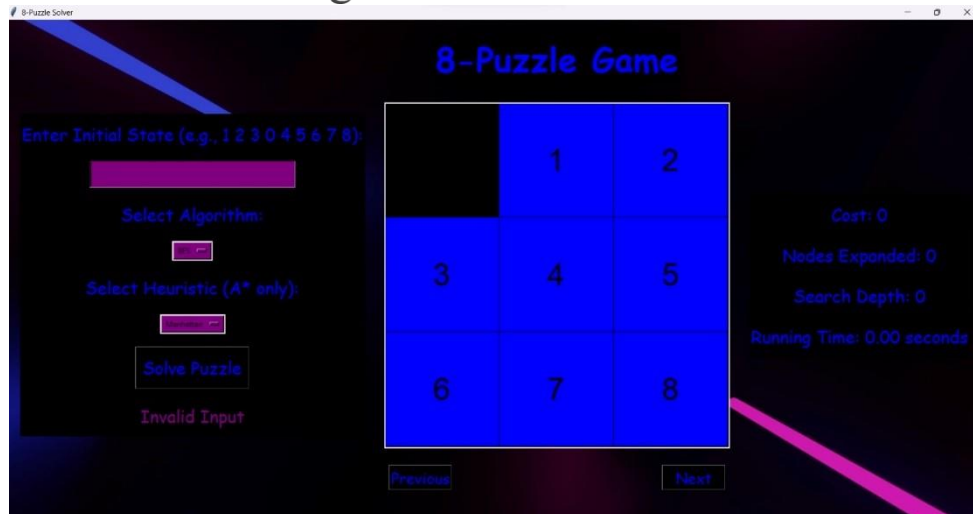 8-Puzzle Solver
8-Puzzle Game
Enter Initial State (e.g., 1 2 3 0 4 5 6 7 8):
Select Algorithm:
Select Heuristic (A* only):
Solve Puzzle
Invalid Input
1 2
3 4 5
6 7 8
Previous
Next
Cost: 0
Nodes Expanded: 0
Search Depth: 0
Running Time: 0.00 seconds